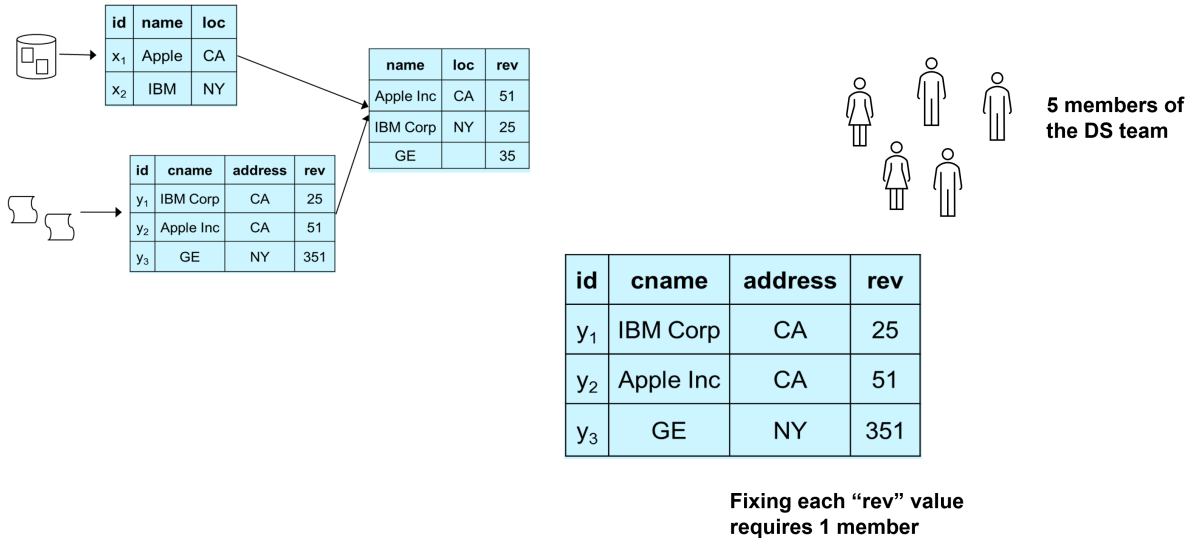 id name loc
x₁ Apple CA
x₂ IBM NY
name loc rev
Apple Inc CA 51
IBM Corp NY 25
GE 35
id cname address rev
y₁ IBM Corp CA 25
y₂ Apple Inc CA 51
y₃ GE NY 351
5 members of
the DS team
id cname address rev
y₁ IBM Corp CA 25
y₂ Apple Inc CA 51
y₃ GE NY 351
Fixing each “rev” value
requires 1 member